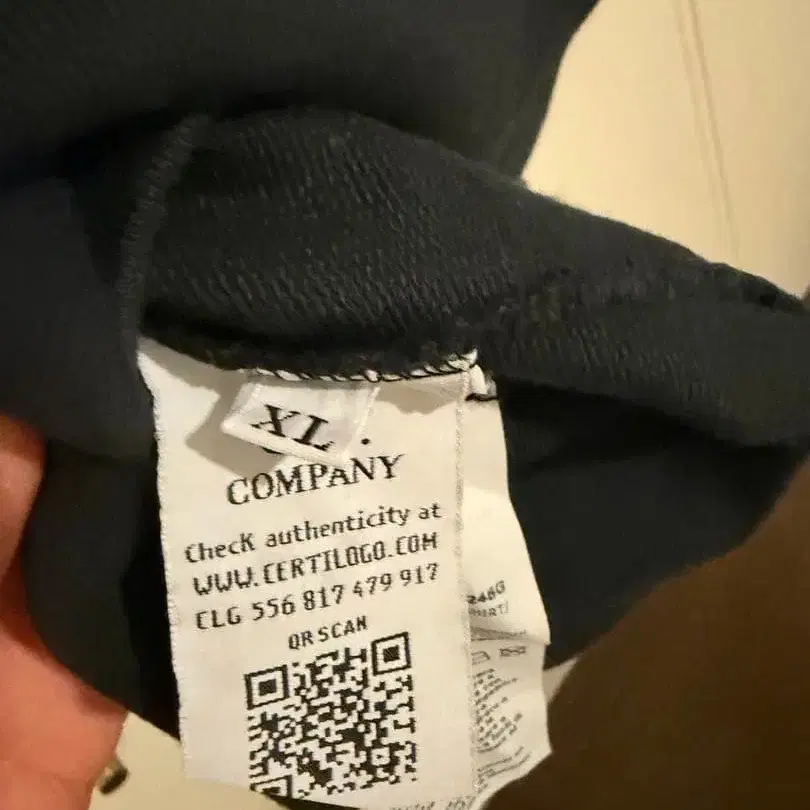 XL
COMPANY
Check authenticity at
WWW.CERTILOGO.COM
CLG 556 817 479 917
QR SCAN